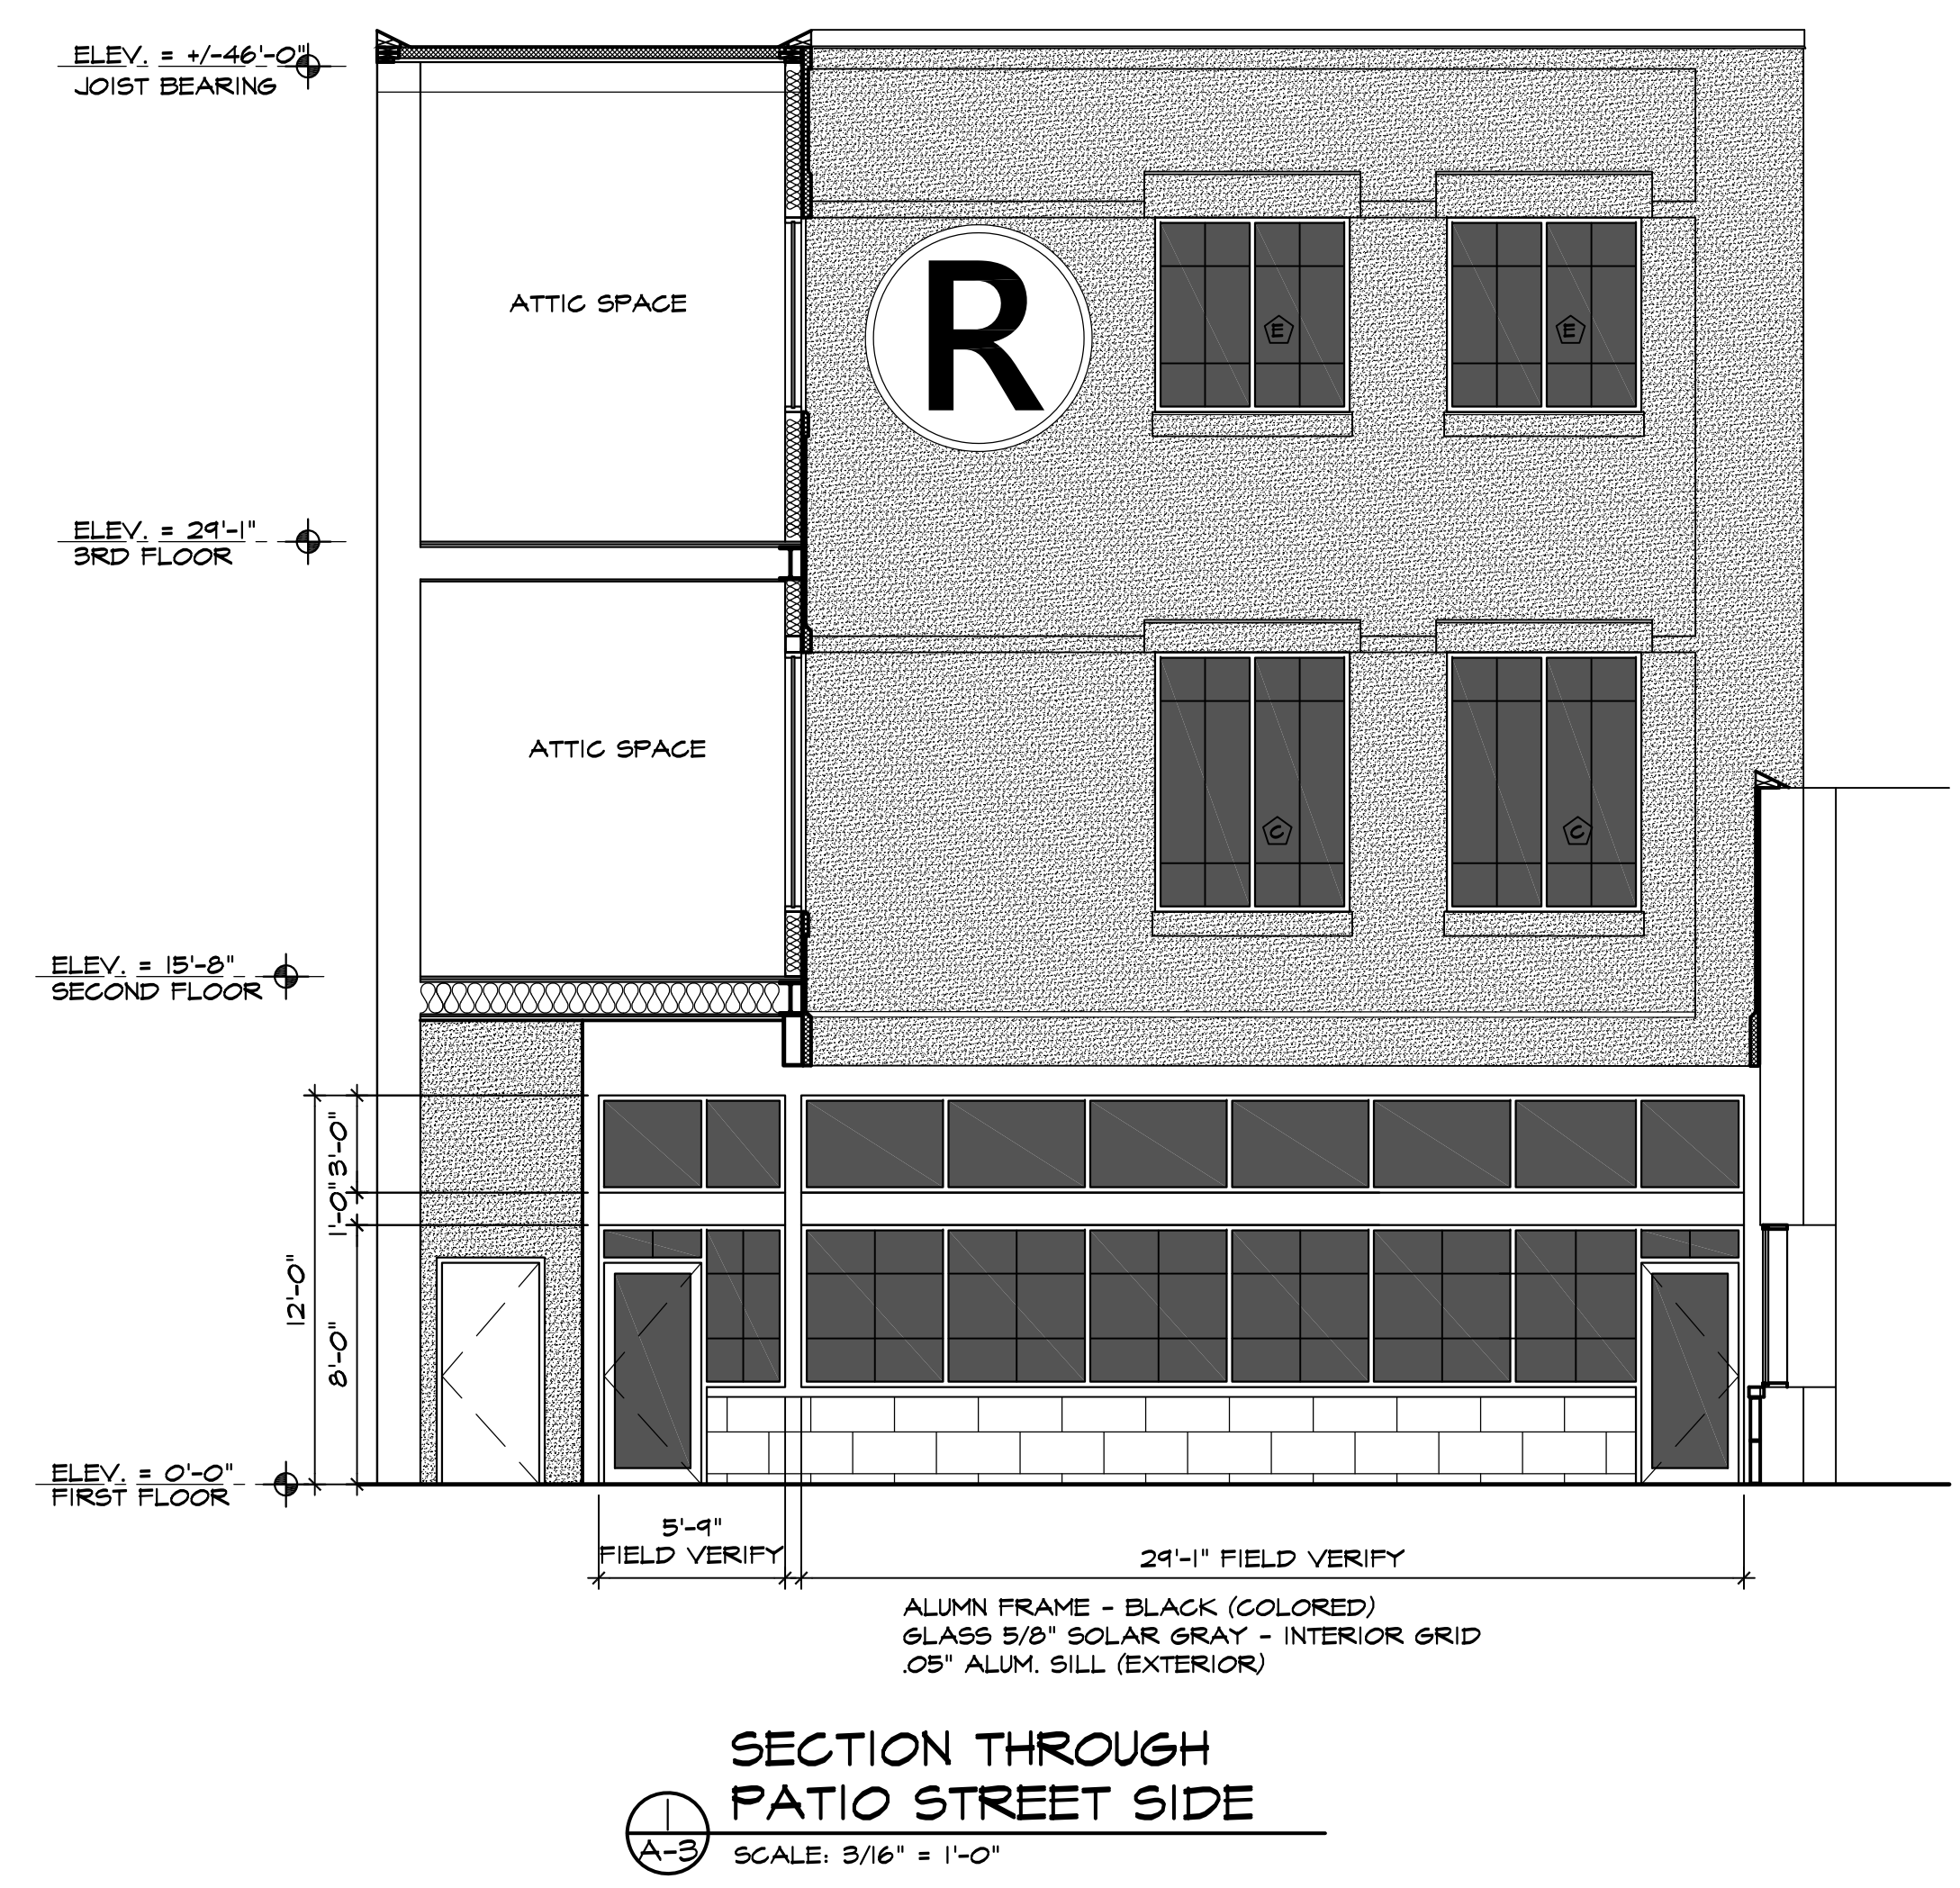 ELEV. = +/-46'-0"
JOIST BEARING
R
E
E
ATTIC SPACE
ELEV. = 29'-1"
3RD FLOOR
ATTIC SPACE
C
C
ELEV. = 15'-8"
SECOND FLOOR
3'-0"
1'-0"
12'-0"
8'-0"
ELEV. = 0'-0"
FIRST FLOOR
5'-9"
FIELD VERIFY
29'-1" FIELD VERIFY
ALUMN FRAME - BLACK (COLORED)
GLASS 5/8" SOLAR GRAY - INTERIOR GRID
.05" ALUM. SILL (EXTERIOR)
SECTION THROUGH
PATIO STREET SIDE
1
A-3
SCALE: 3/16" = 1'-0"